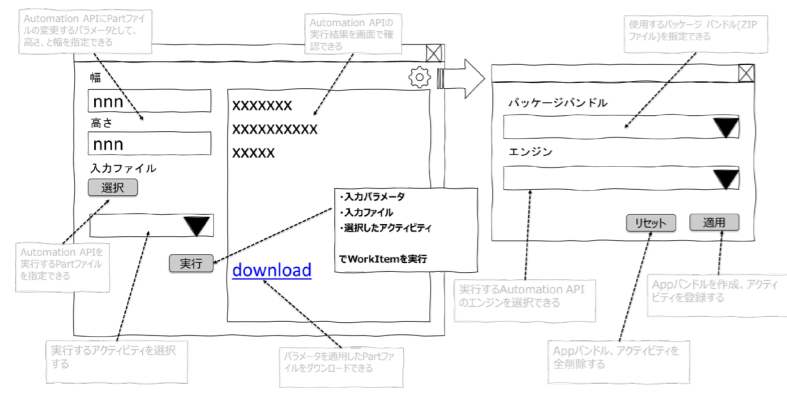 Automation APIにPartファイ
ルの変更するパラメータとして、
高さ、と幅を指定できる
Automation APIの
実行結果を画面で確
認できる
使用するパッケージ バンドル(ZIP
ファイル)を指定できる
幅
nnn
高さ
nnn
入力ファイル
選択
実行
xxxxxxx
xxxxxxxxxx
xxxxx
・入力パラメータ
・入力ファイル
・選択したアクティビティ
でWorkItemを実行
download
パッケージバンドル
エンジン
リセット
適用
Automation APIを
実行するPartファイル
を指定できる
実行するアクティビティを選択
する
パラメータを適用したPartファ
イルをダウンロードできる
実行するAutomation API
のエンジンを選択できる
Appバンドルを作成、アクティ
ビティを登録する
Appバンドル、アクティビティを
全削除する